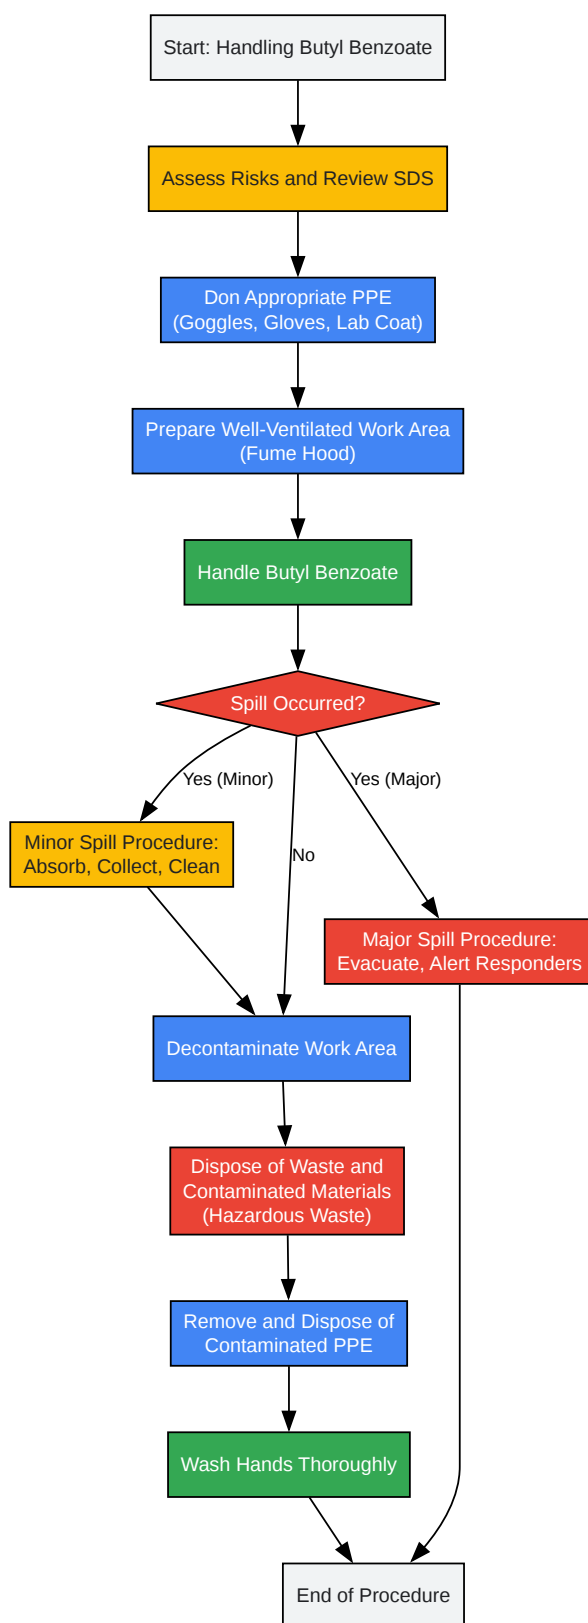 Start: Handling Butyl Benzoate
Assess Risks and Review SDS
Don Appropriate PPE
(Goggles, Gloves, Lab Coat)
Prepare Well-Ventilated Work Area
(Fume Hood)
Handle Butyl Benzoate
Spill Occurred?
Yes (Minor)
Yes (Major)
Minor Spill Procedure:
Absorb, Collect, Clean
No
Major Spill Procedure:
Evacuate, Alert Responders
Decontaminate Work Area
Dispose of Waste and
Contaminated Materials
(Hazardous Waste)
Remove and Dispose of
Contaminated PPE
Wash Hands Thoroughly
End of Procedure